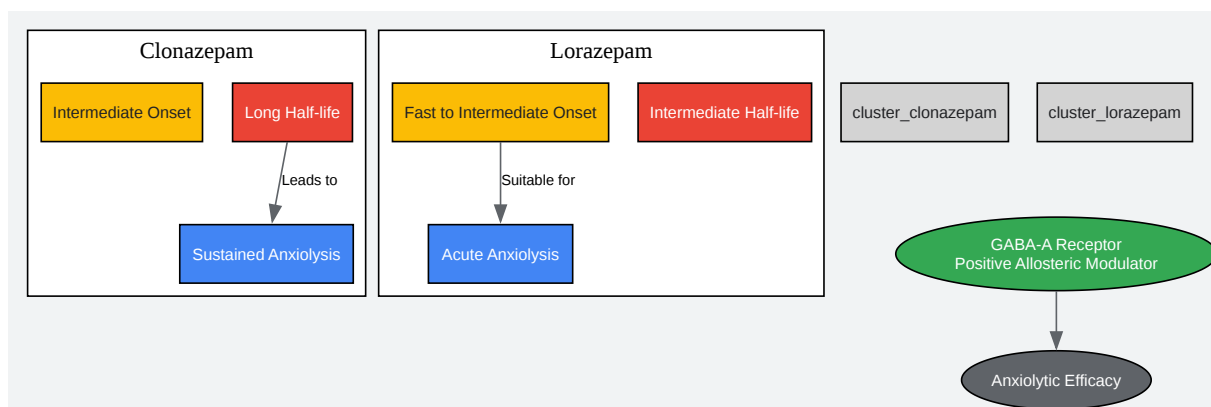 Clonazepam
Lorazepam
Intermediate Onset
Long Half-life
Fast to Intermediate Onset
Intermediate Half-life
cluster_clonazepam
cluster_lorazepam
Leads to
Suitable for
Sustained Anxiolysis
Acute Anxiolysis
GABA-A Receptor
Positive Allosteric Modulator
Anxiolytic Efficacy